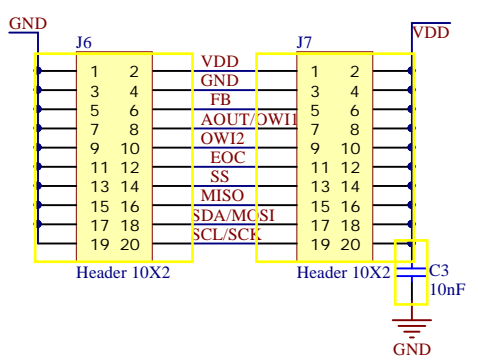 GND
VDD
J6
J7
VDD
1 2
1 2
GND
3 4
3 4
FB
5 6
5 6
AOUT/OWI1
7 8
7 8
OWI2
9 10
9 10
EOC
11 12
11 12
SS
13 14
13 14
MISO
15 16
15 16
SDA/MOSI
17 18
17 18
SCL/SCK
19 20
19 20
Header 10X2
Header 10X2
C3
10nF
GND